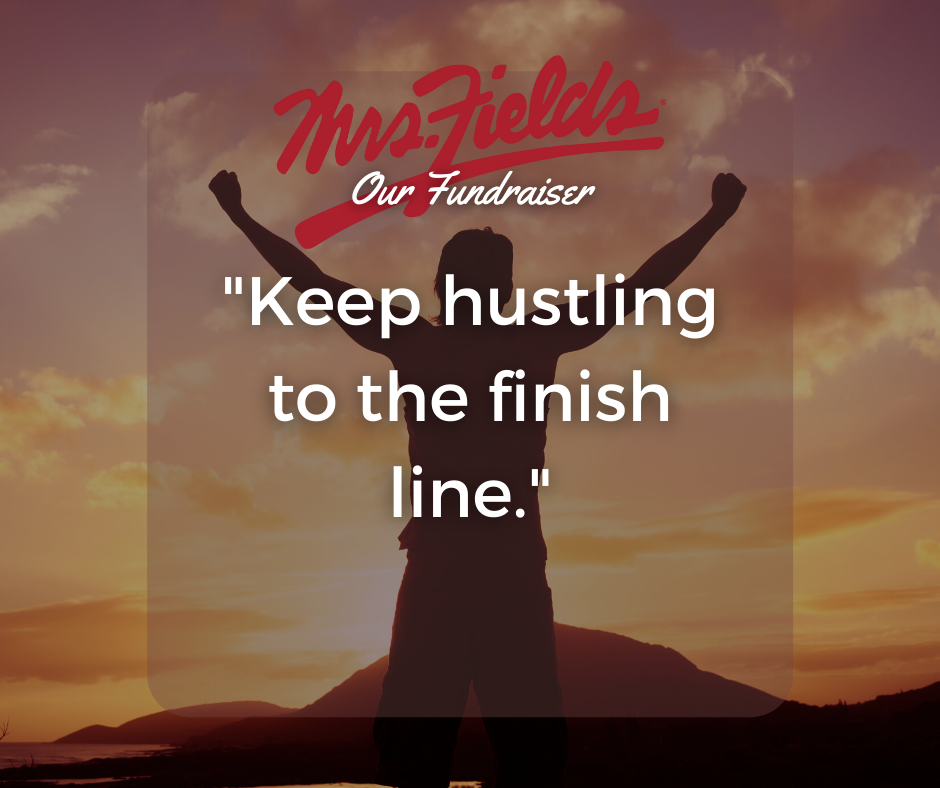 Mrs. Fields
Our Fundraiser
"Keep hustling
to the finish
line."